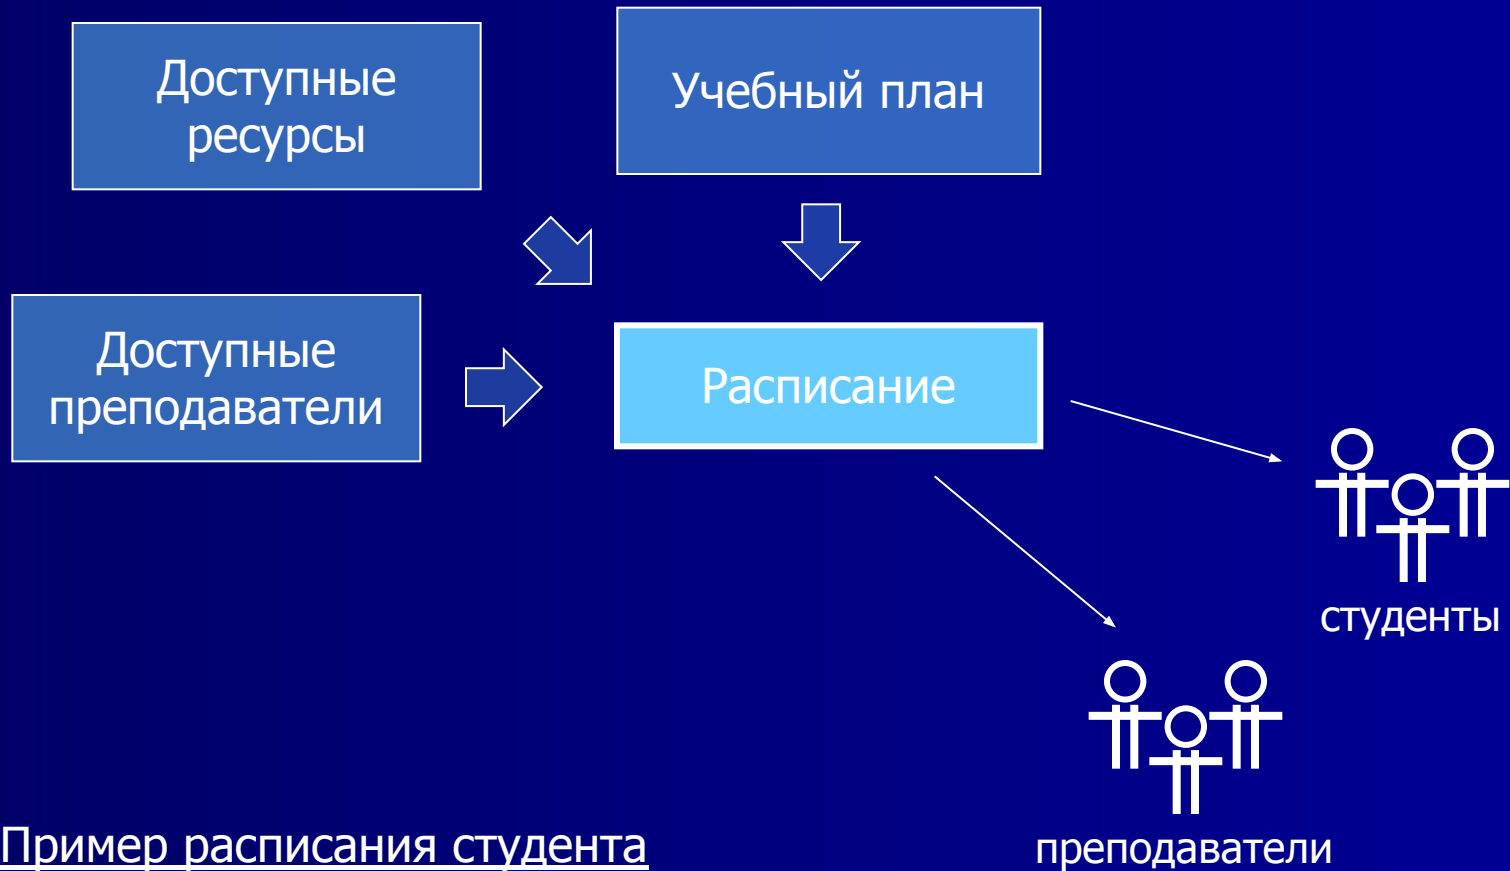 Доступные
ресурсы
Учебный план
Доступные
преподаватели
Расписание
студенты
преподаватели
Пример расписания студента